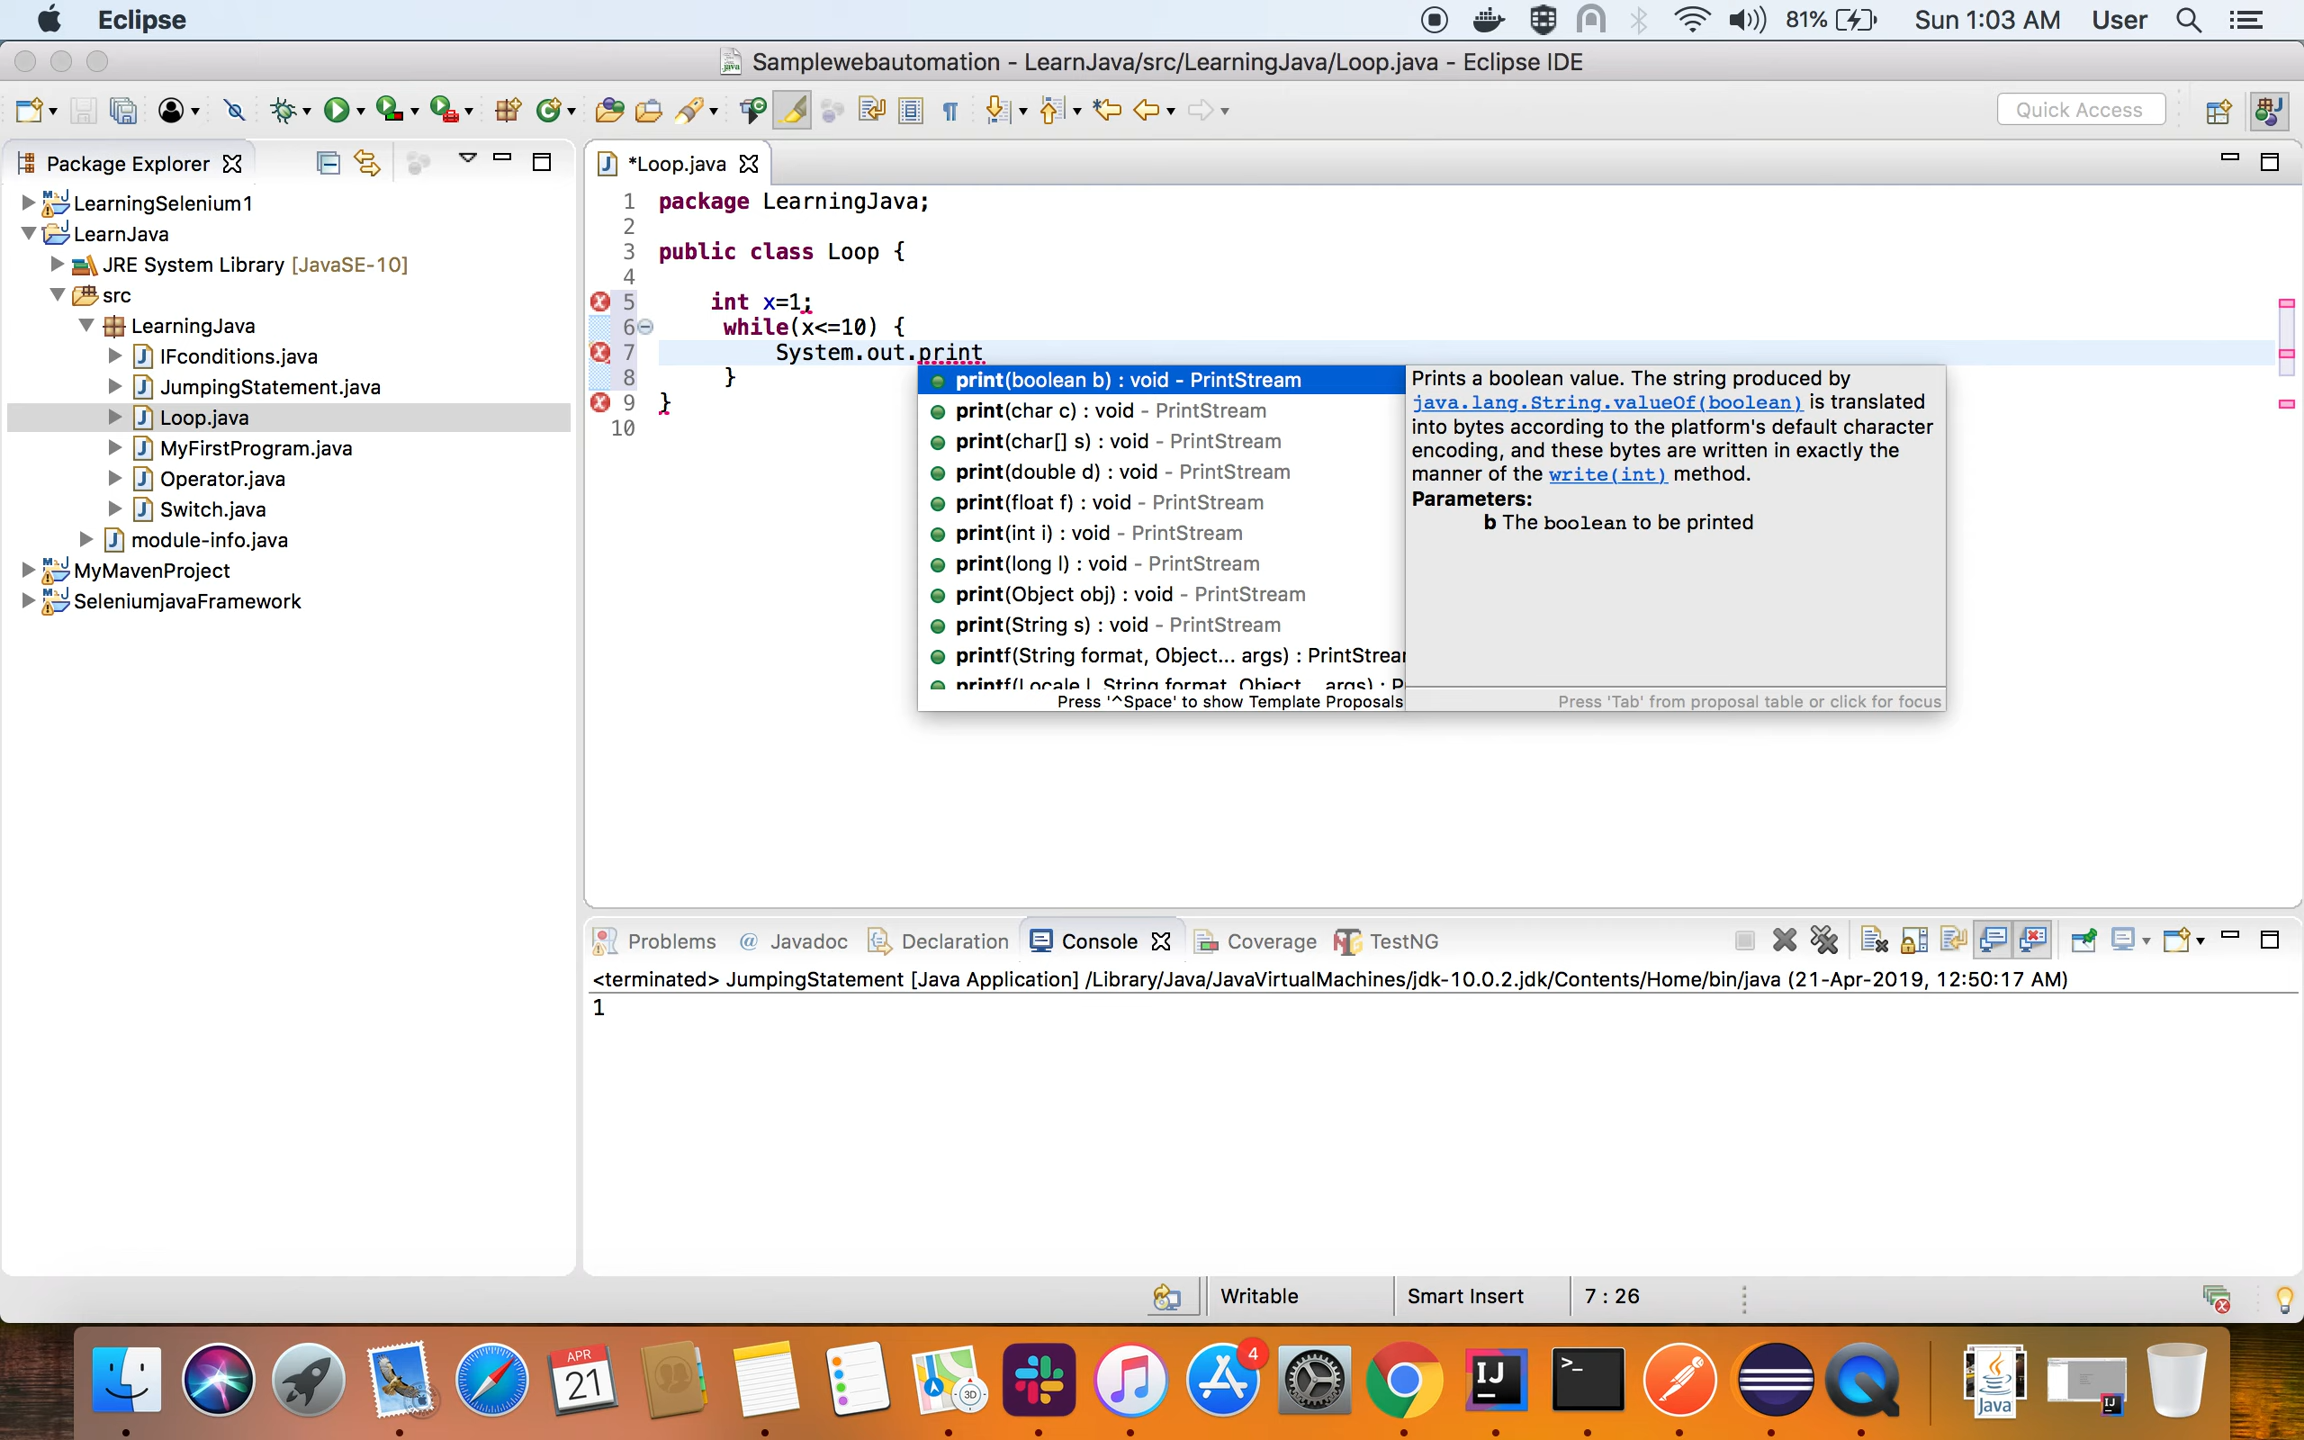 Eclipse
81%
Sun 1:03 AM
User
Samplewebautomation - LearnJava/src/LearningJava/Loop.java - Eclipse IDE
Quick Access
Package Explorer
*Loop.java
LearningSelenium1
LearnJava
JRE System Library [JavaSE-10]
src
LearningJava
IFconditions.java
JumpingStatement.java
Loop.java
MyFirstProgram.java
Operator.java
Switch.java
module-info.java
MyMavenProject
SeleniumjavaFramework
1 package LearningJava;
2
3 public class Loop {
4
5 int x=1;
6 while(x<=10) {
7 System.out.print
8 }
9 }
10
print(boolean b) : void - PrintStream
print(char c) : void - PrintStream
print(char[] s) : void - PrintStream
print(double d) : void - PrintStream
print(float f) : void - PrintStream
print(int i) : void - PrintStream
print(long l) : void - PrintStream
print(Object obj) : void - PrintStream
print(String s) : void - PrintStream
printf(String format, Object... args) : PrintStrea
printf(Locale l, String format, Object... args) : P
Press '^Space' to show Template Proposals
Prints a boolean value. The string produced by
java.lang.String.valueOf(boolean) is translated
into bytes according to the platform's default character
encoding, and these bytes are written in exactly the
manner of the write(int) method.
Parameters:
b The boolean to be printed
Press 'Tab' from proposal table or click for focus
Problems
@ Javadoc
Declaration
Console
Coverage
TestNG
<terminated> JumpingStatement [Java Application] /Library/Java/JavaVirtualMachines/jdk-10.0.2.jdk/Contents/Home/bin/java (21-Apr-2019, 12:50:17 AM)
1
Writable
Smart Insert
7 : 26
APR
21
3D
4
IJ
>_
Java
IJ